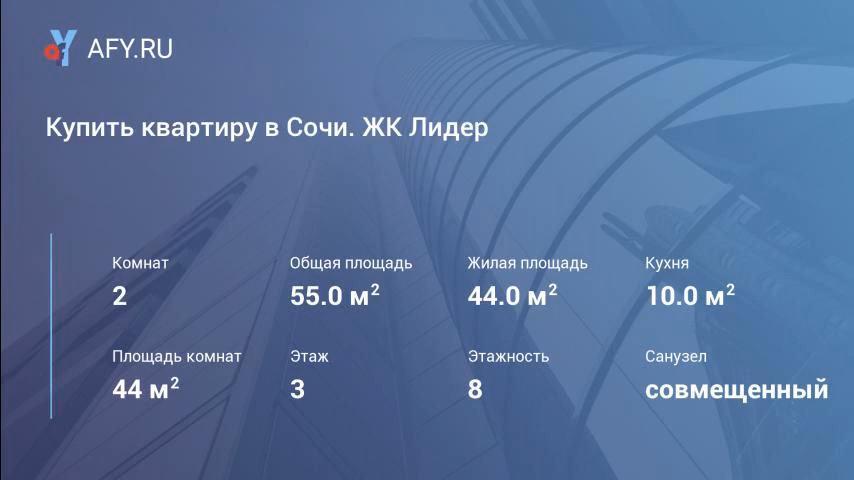 AFY.RU
Купить квартиру в Сочи. ЖК Лидер
Комнат
Общая площадь
Жилая площадь
Кухня
2
55.0 м²
44.0 м²
10.0 м²
Площадь комнат
Этаж
Этажность
Санузел
44 м²
3
8
совмещенный